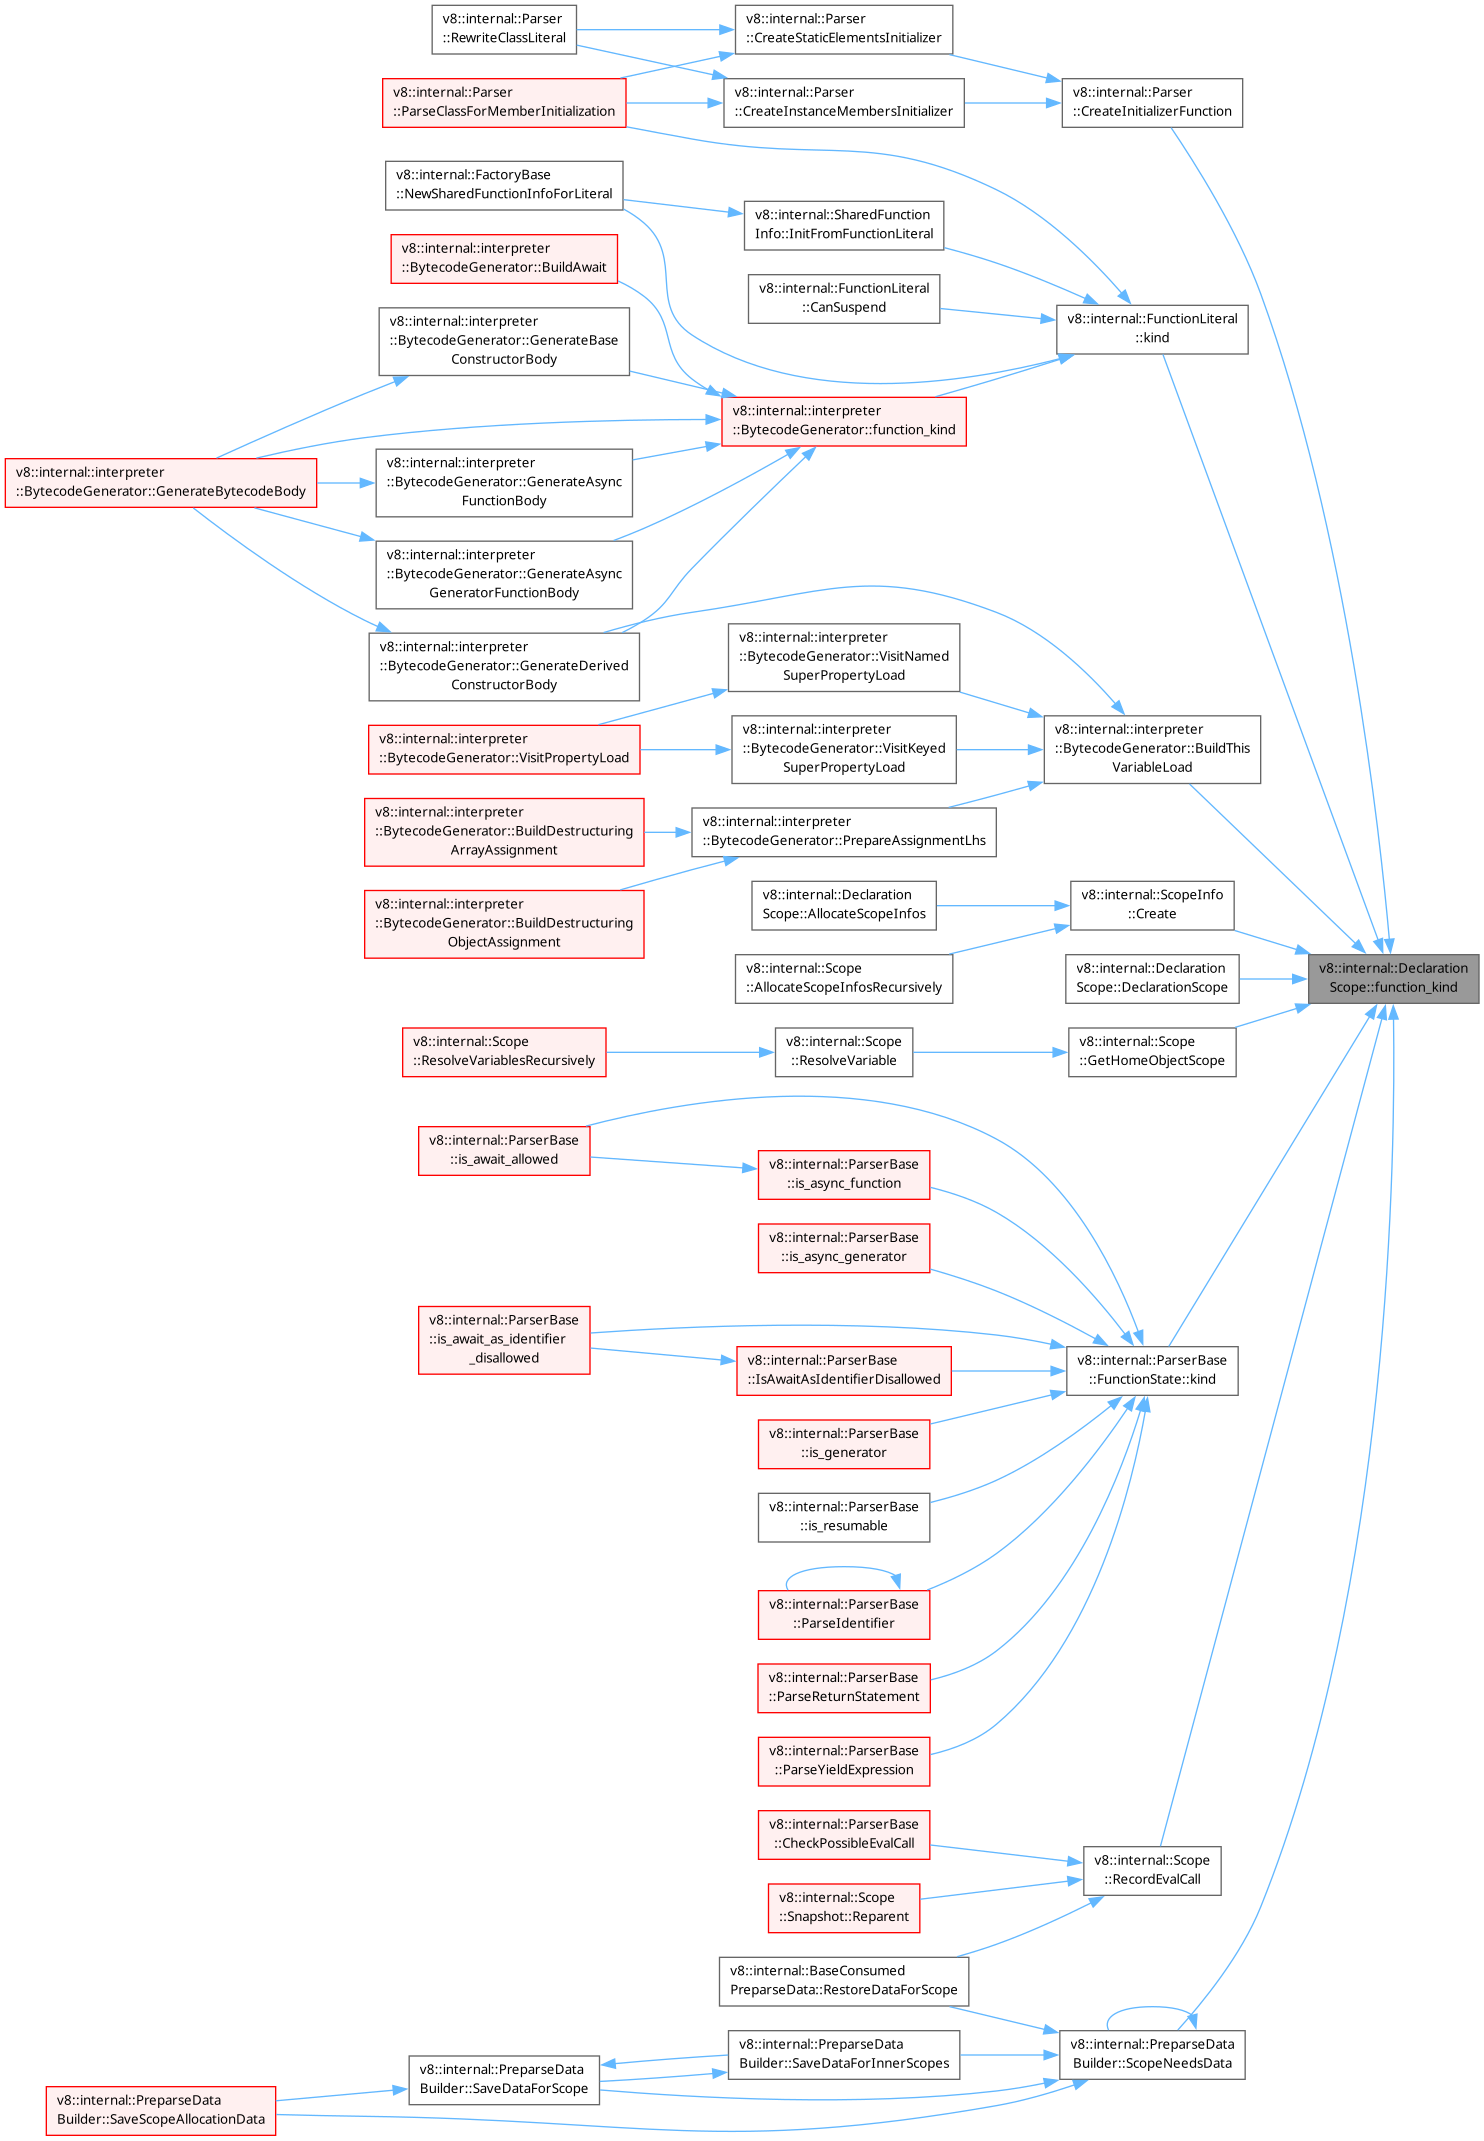 v8::internal::Parser
::RewriteClassLiteral
v8::internal::Parser
::CreateStaticElementsInitializer
v8::internal::Parser
::ParseClassForMemberInitialization
v8::internal::Parser
::CreateInstanceMembersInitializer
v8::internal::Parser
::CreateInitializerFunction
v8::internal::FactoryBase
::NewSharedFunctionInfoForLiteral
v8::internal::SharedFunction
Info::InitFromFunctionLiteral
v8::internal::interpreter
::BytecodeGenerator::BuildAwait
v8::internal::FunctionLiteral
::CanSuspend
v8::internal::FunctionLiteral
::kind
v8::internal::interpreter
::BytecodeGenerator::GenerateBase
ConstructorBody
v8::internal::interpreter
::BytecodeGenerator::function_kind
v8::internal::interpreter
::BytecodeGenerator::GenerateBytecodeBody
v8::internal::interpreter
::BytecodeGenerator::GenerateAsync
FunctionBody
v8::internal::interpreter
::BytecodeGenerator::GenerateAsync
GeneratorFunctionBody
v8::internal::interpreter
::BytecodeGenerator::GenerateDerived
ConstructorBody
v8::internal::interpreter
::BytecodeGenerator::VisitNamed
SuperPropertyLoad
v8::internal::interpreter
::BytecodeGenerator::VisitPropertyLoad
v8::internal::interpreter
::BytecodeGenerator::VisitKeyed
SuperPropertyLoad
v8::internal::interpreter
::BytecodeGenerator::BuildThis
VariableLoad
v8::internal::interpreter
::BytecodeGenerator::BuildDestructuring
ArrayAssignment
v8::internal::interpreter
::BytecodeGenerator::PrepareAssignmentLhs
v8::internal::interpreter
::BytecodeGenerator::BuildDestructuring
ObjectAssignment
v8::internal::Declaration
Scope::AllocateScopeInfos
v8::internal::ScopeInfo
::Create
v8::internal::Scope
::AllocateScopeInfosRecursively
v8::internal::Declaration
Scope::DeclarationScope
v8::internal::Declaration
Scope::function_kind
v8::internal::Scope
::ResolveVariablesRecursively
v8::internal::Scope
::ResolveVariable
v8::internal::Scope
::GetHomeObjectScope
v8::internal::ParserBase
::is_await_allowed
v8::internal::ParserBase
::is_async_function
v8::internal::ParserBase
::is_async_generator
v8::internal::ParserBase
::is_await_as_identifier
_disallowed
v8::internal::ParserBase
::IsAwaitAsIdentifierDisallowed
v8::internal::ParserBase
::FunctionState::kind
v8::internal::ParserBase
::is_generator
v8::internal::ParserBase
::is_resumable
v8::internal::ParserBase
::ParseIdentifier
v8::internal::ParserBase
::ParseReturnStatement
v8::internal::ParserBase
::ParseYieldExpression
v8::internal::ParserBase
::CheckPossibleEvalCall
v8::internal::Scope
::RecordEvalCall
v8::internal::Scope
::Snapshot::Reparent
v8::internal::BaseConsumed
PreparseData::RestoreDataForScope
v8::internal::PreparseData
Builder::SaveDataForInnerScopes
v8::internal::PreparseData
Builder::ScopeNeedsData
v8::internal::PreparseData
Builder::SaveDataForScope
v8::internal::PreparseData
Builder::SaveScopeAllocationData